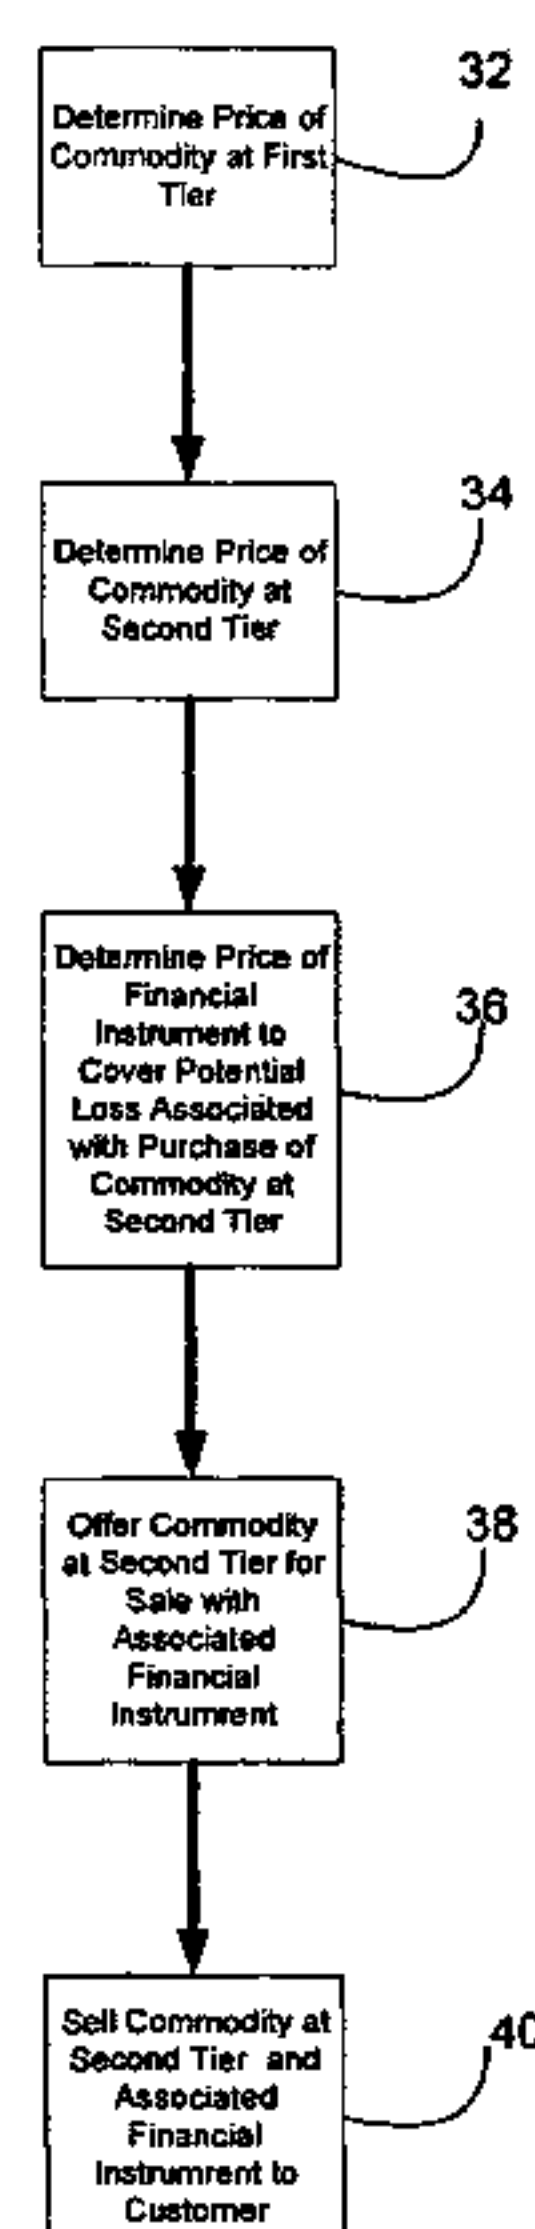 32
Determine Price of
Commodity at First
Tier
34
Determine Price of
Commodity at
Second Tier
36
Determine Price of
Financial
Instrument to
Cover Potential
Loss Associated
with Purchase of
Commodity at
Second Tier
38
Offer Commodity
at Second Tier for
Sale with
Associated
Financial
Instrumrent
40
Sell Commodity at
Second Tier and
Associated
Financial
Instrumrent to
Customer